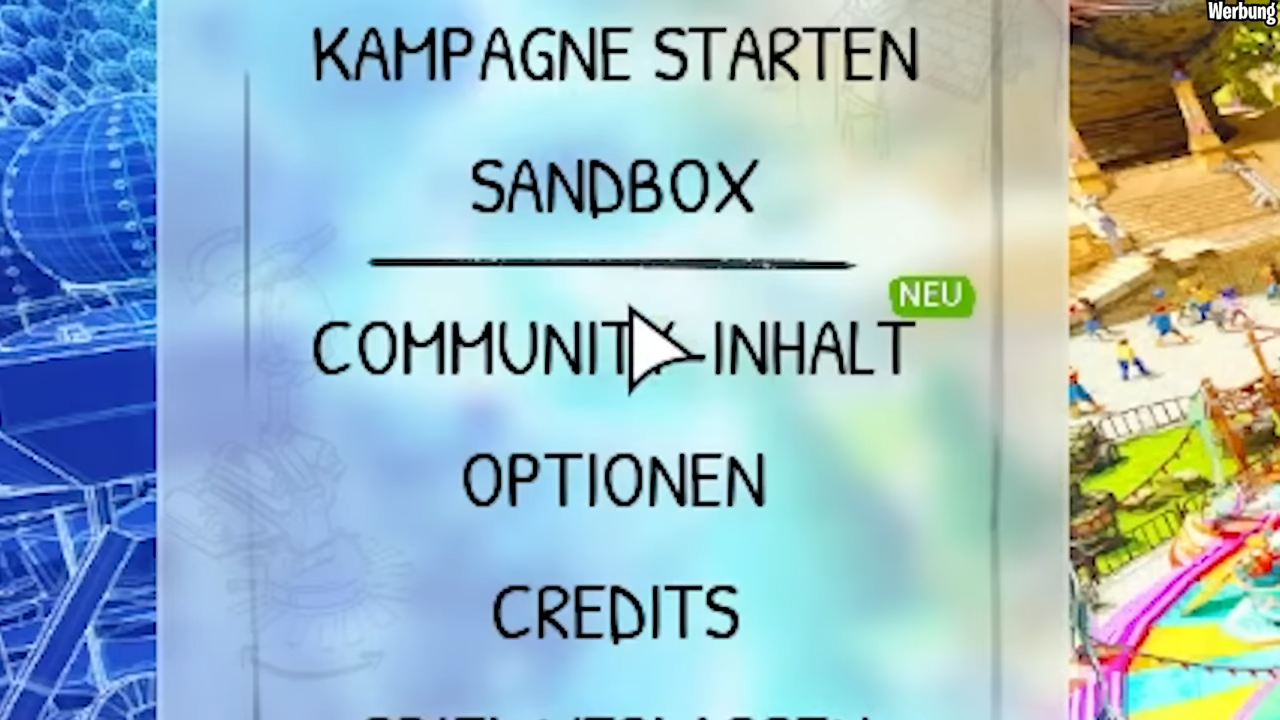 Werbung
KAMPAGNE STARTEN
SANDBOX
NEU
COMMUNITY-INHALT
OPTIONEN
CREDITS